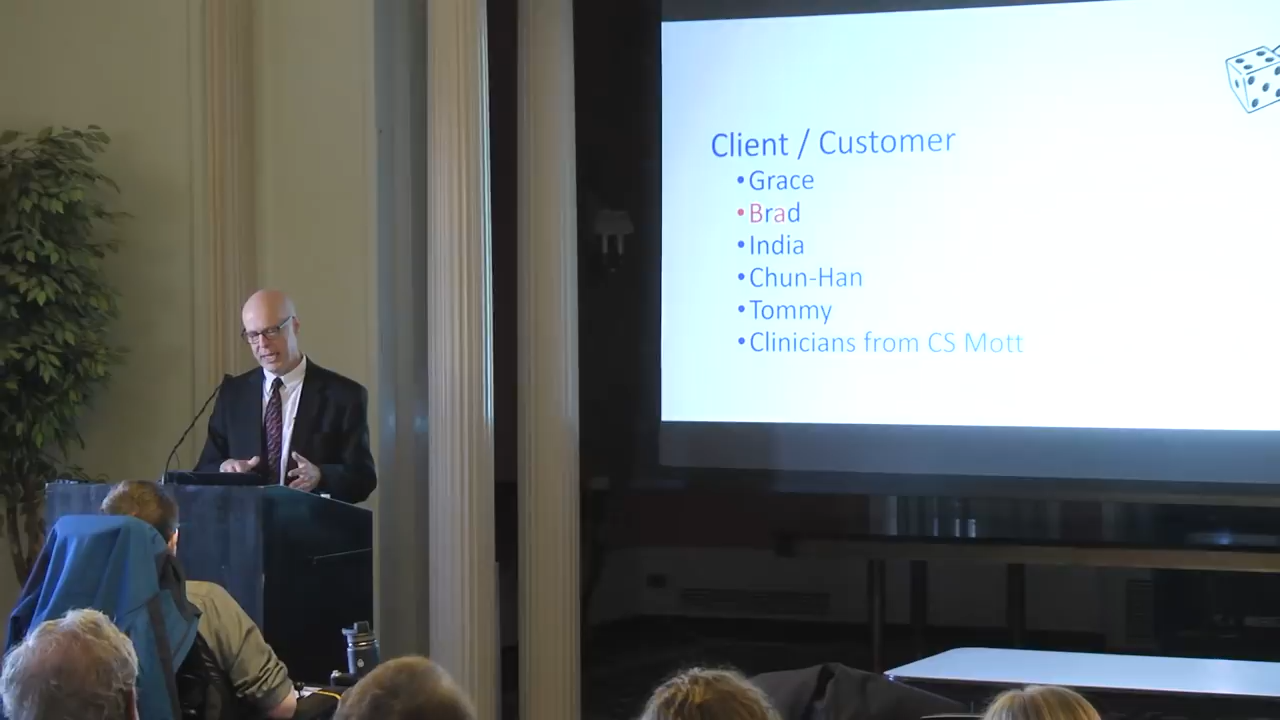 Client / Customer
•Grace
•Brad
•India
•Chun-Han
•Tommy
•Clinicians from CS Mott